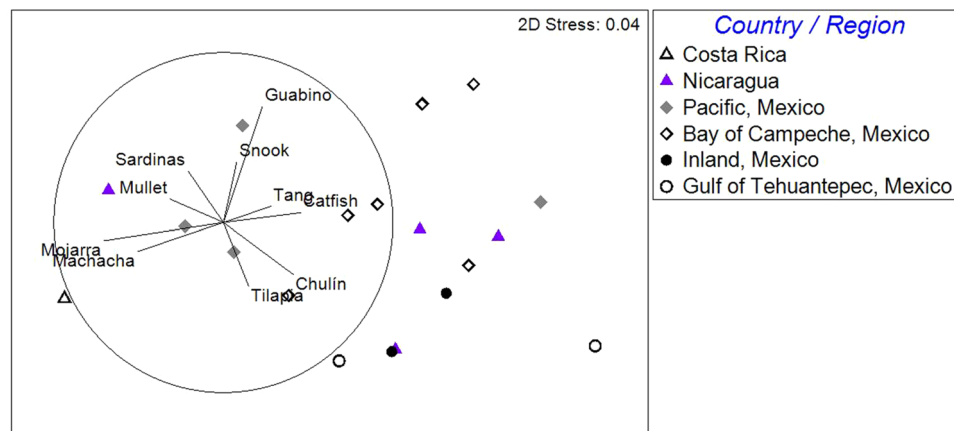 2D Stress: 0.04
Guabino
Snook
Sardinas
Mullet
Tang
Catfish
Mojarra
Machacha
Chulín
Tilapia
Country / Region
Costa Rica
Nicaragua
Pacific, Mexico
Bay of Campeche, Mexico
Inland, Mexico
Gulf of Tehuantepec, Mexico